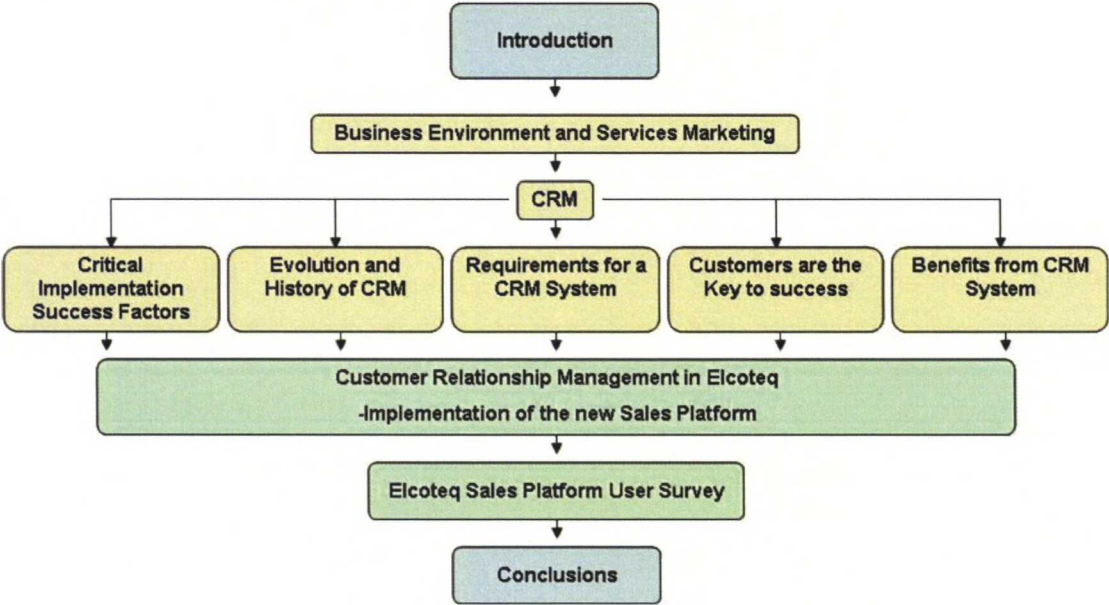 Introduction
Business Environment and Services Marketing
CRM
Critical
Implementation
Success Factors
Evolution and
History of CRM
Requirements for a
CRM System
Customers are the
Key to success
Benefits from CRM
System
Customer Relationship Management in Elcoteq
-Implementation of the new Sales Platform
Elcoteq Sales Platform User Survey
Conclusions